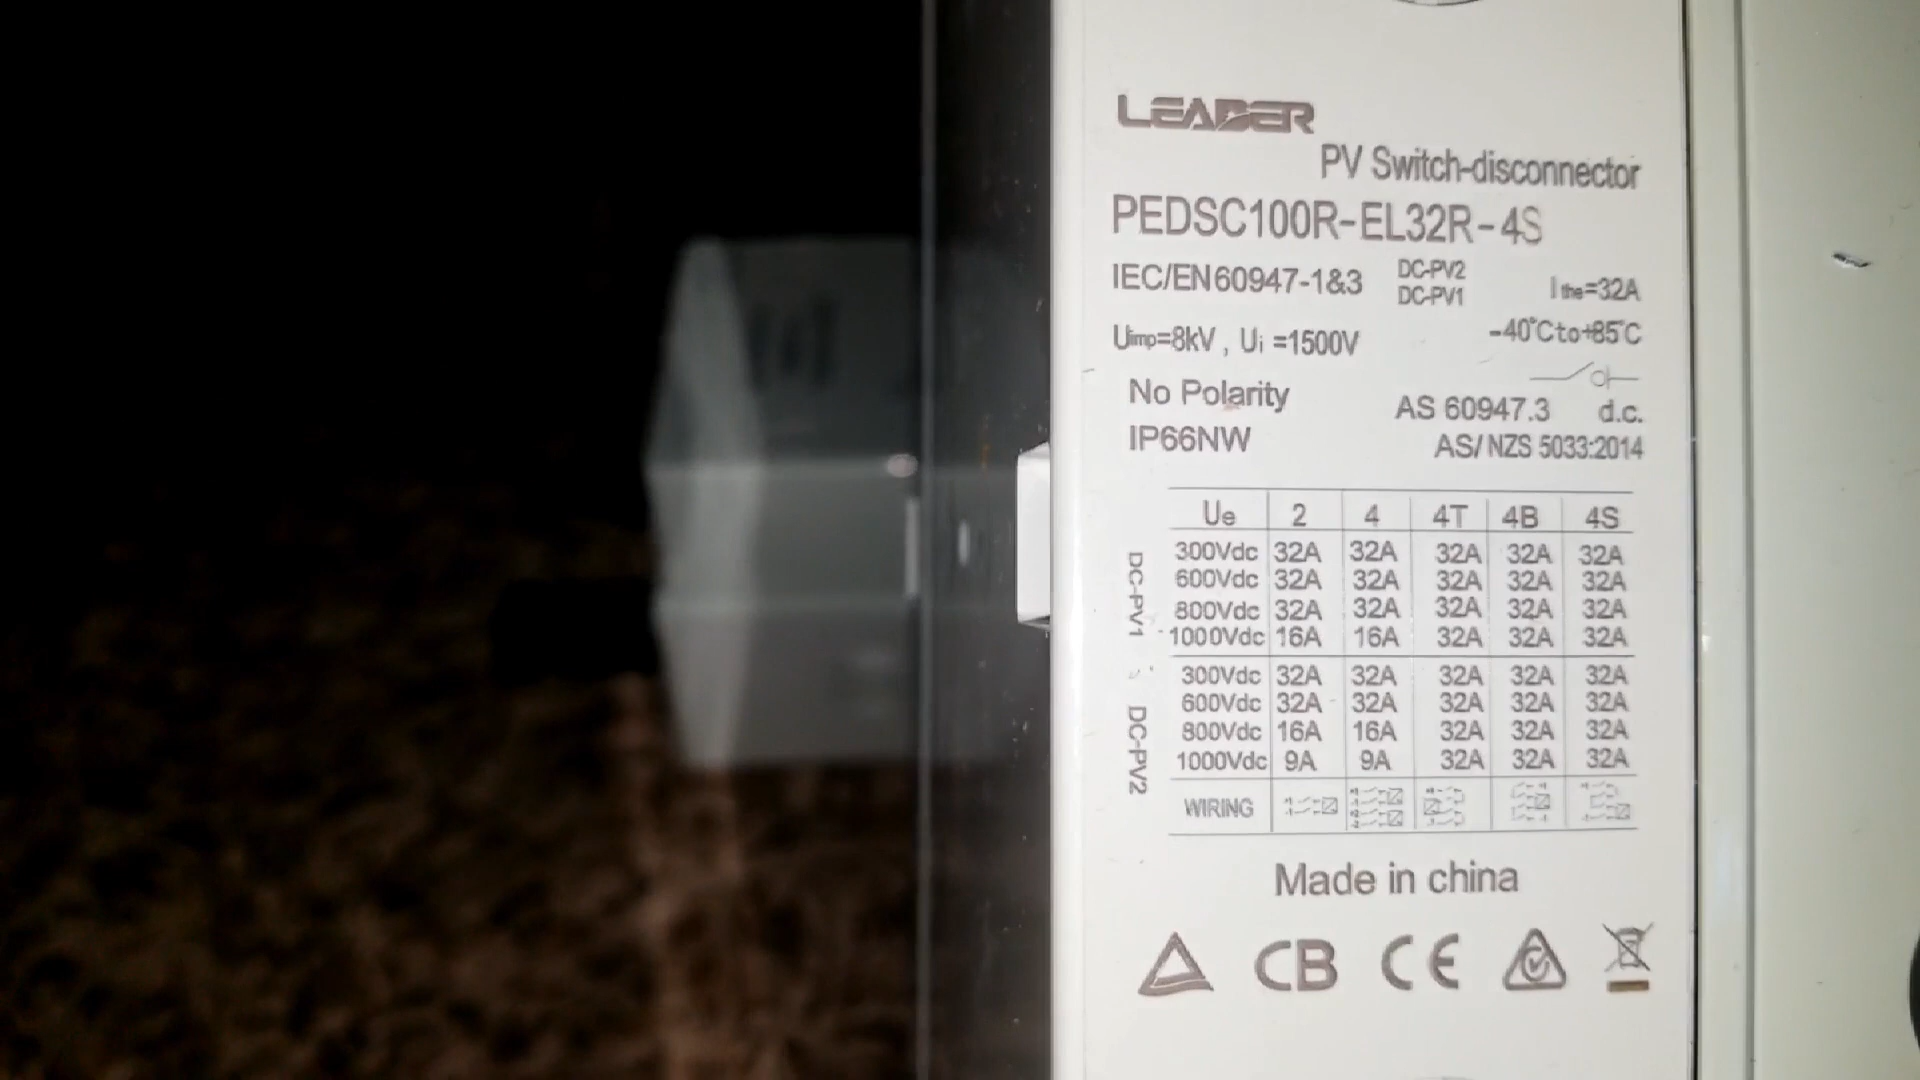 LEADER
PV Switch-disconnector
PEDSC100R-EL32R-4S
IEC/EN60947-1&3 DC-PV2 DC-PV1 Ithe=32A
Uimp=8kV , Ui =1500V -40°Cto+85°C
No Polarity AS 60947.3 d.c.
IP66NW AS/NZS 5033:2014
Ue 2 4 4T 4B 4S
DC-PV1
300Vdc 32A 32A 32A 32A 32A
600Vdc 32A 32A 32A 32A 32A
800Vdc 32A 32A 32A 32A 32A
1000Vdc 16A 16A 32A 32A 32A
DC-PV2
300Vdc 32A 32A 32A 32A 32A
600Vdc 32A 32A 32A 32A 32A
800Vdc 16A 16A 32A 32A 32A
1000Vdc 9A 9A 32A 32A 32A
WIRING
Made in china
CB CE